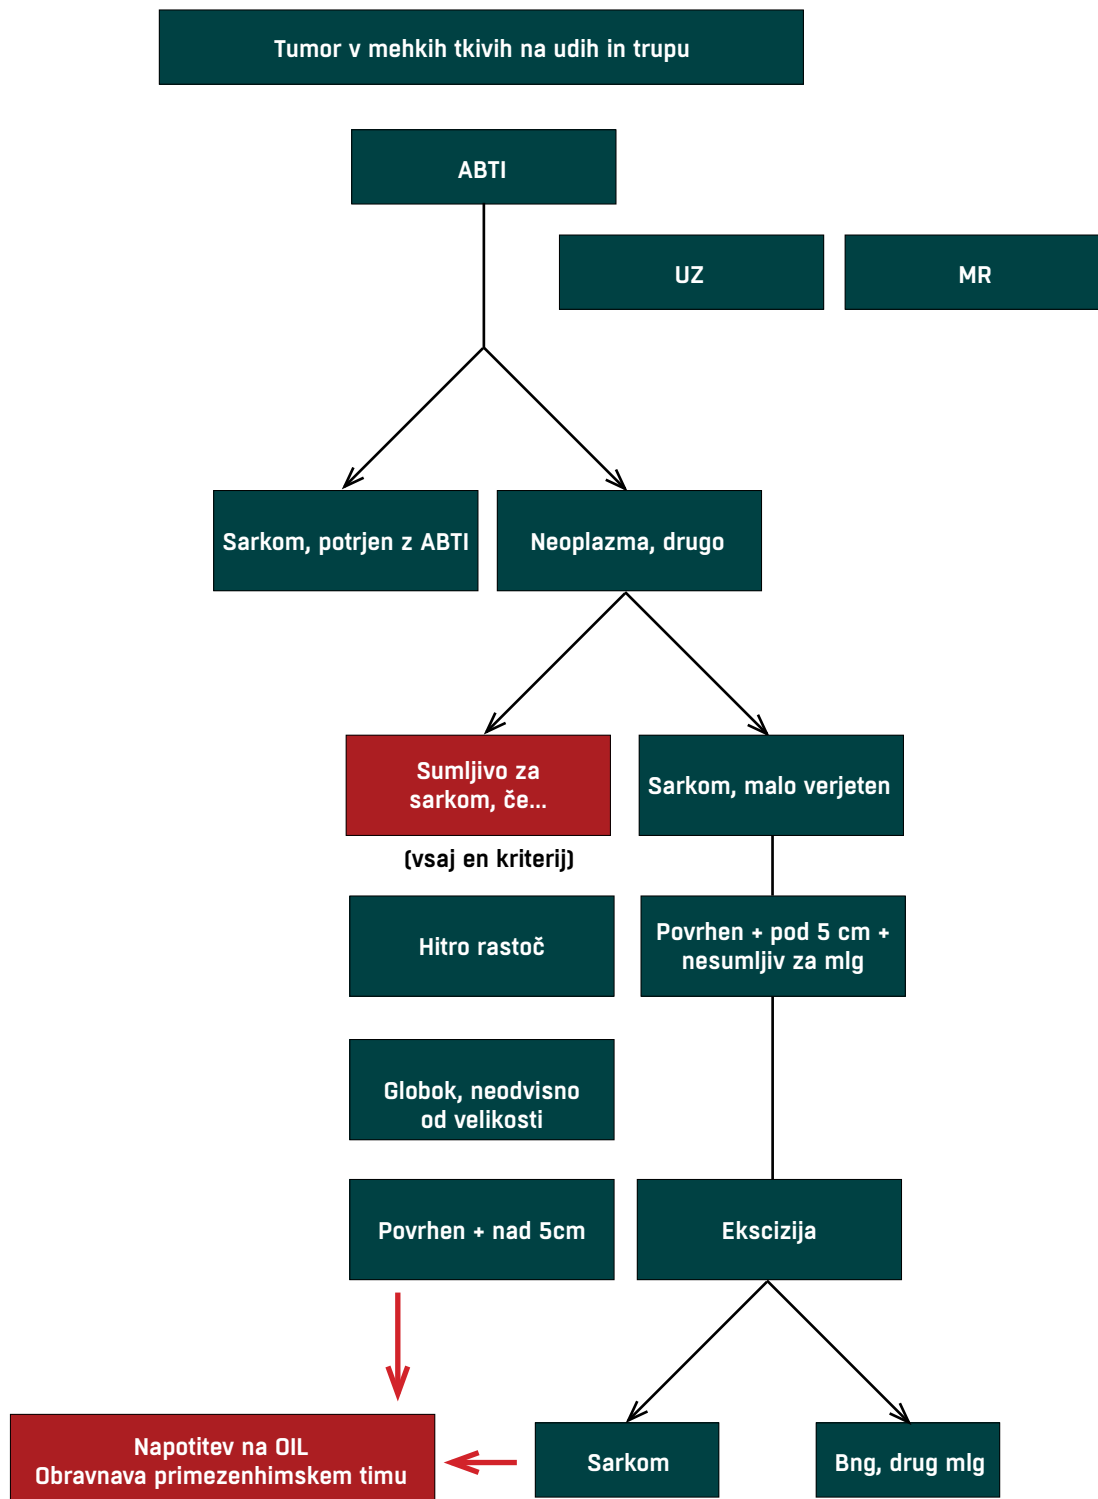 Tumor v mehkih tkivih na udih in trupu
ABTI
UZ
MR
Sarkom, potrjen z ABTI
Neoplazma, drugo
Sumljivo za
sarkom, če...
(vsaj en kriterij)
Sarkom, malo verjeten
Hitro rastoč
Povrhen + pod 5 cm +
nesumljiv za mlg
Globok, neodvisno
od velikosti
Povrhen + nad 5cm
Ekscizija
Napotitev na OIL
Obravnava primezenhimskem timu
Sarkom
Bng, drug mlg